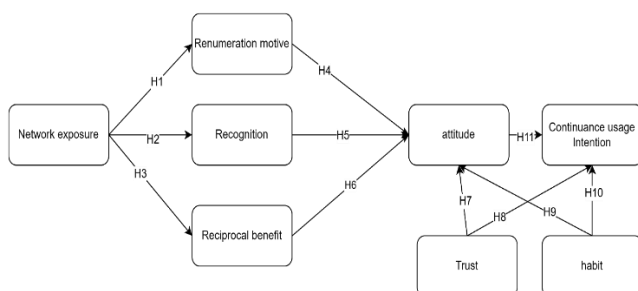 Renumeration motive
H1
H4
Network exposure
H2
Recognition
H5
attitude
H11
Continuance usage
Intention
H3
H6
Reciprocal benefit
H7
H8
H9
H10
Trust
habit